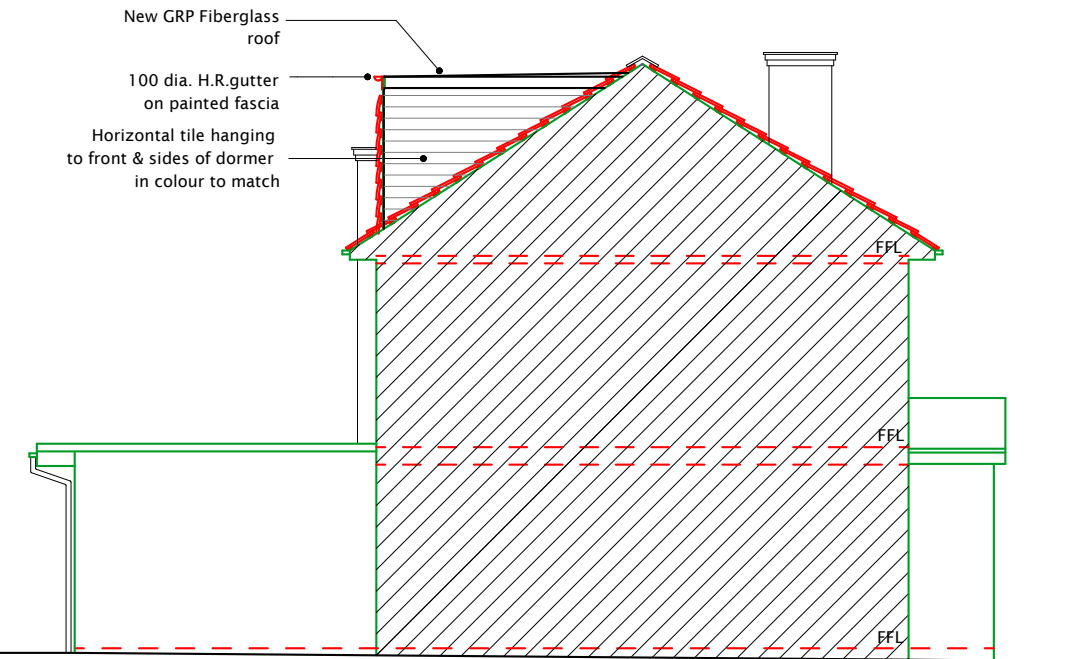 New GRP Fiberglass
roof
100 dia. H.R.gutter
on painted fascia
Horizontal tile hanging
to front & sides of dormer
in colour to match
FFL
FFL
FFL